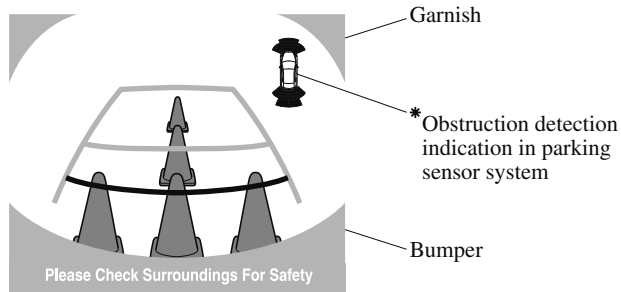 Garnish
*Obstruction detection
indication in parking
sensor system
Bumper
Please Check Surroundings For Safety